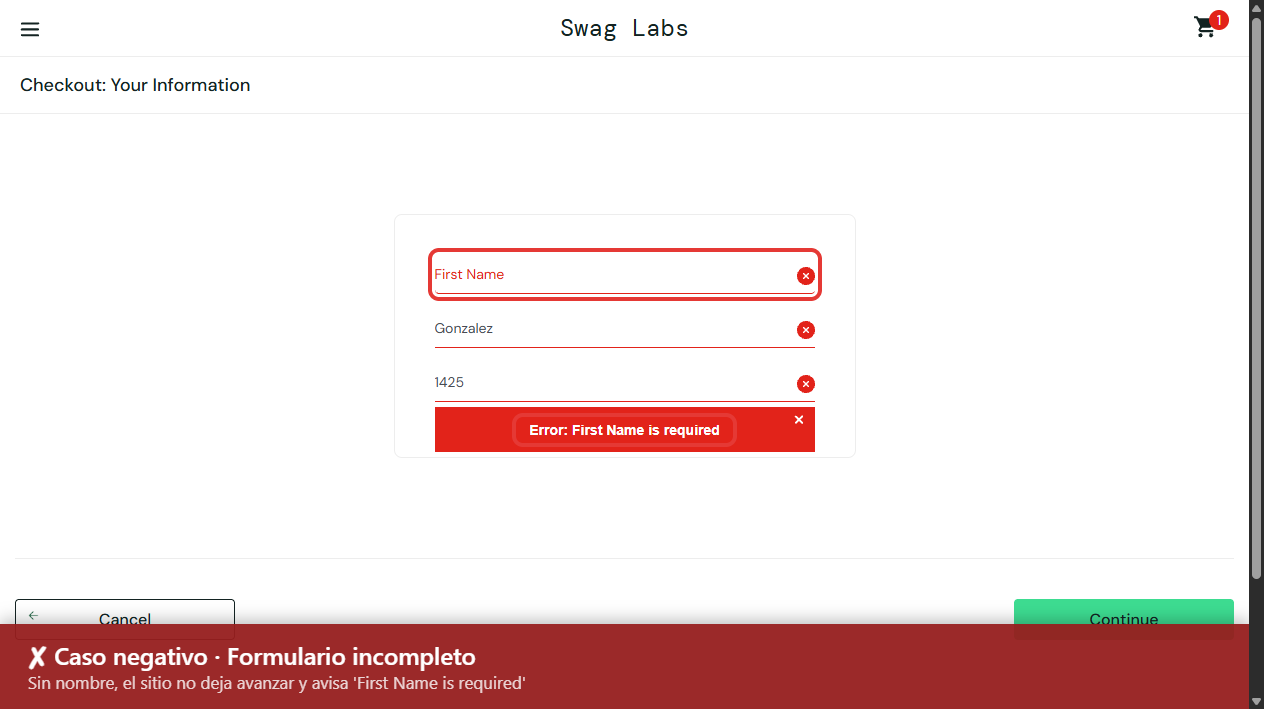 Swag Labs
1
Checkout: Your Information
First Name
Gonzalez
1425
Error: First Name is required
Cancel
Continue
✗ Caso negativo · Formulario incompleto
Sin nombre, el sitio no deja avanzar y avisa 'First Name is required'